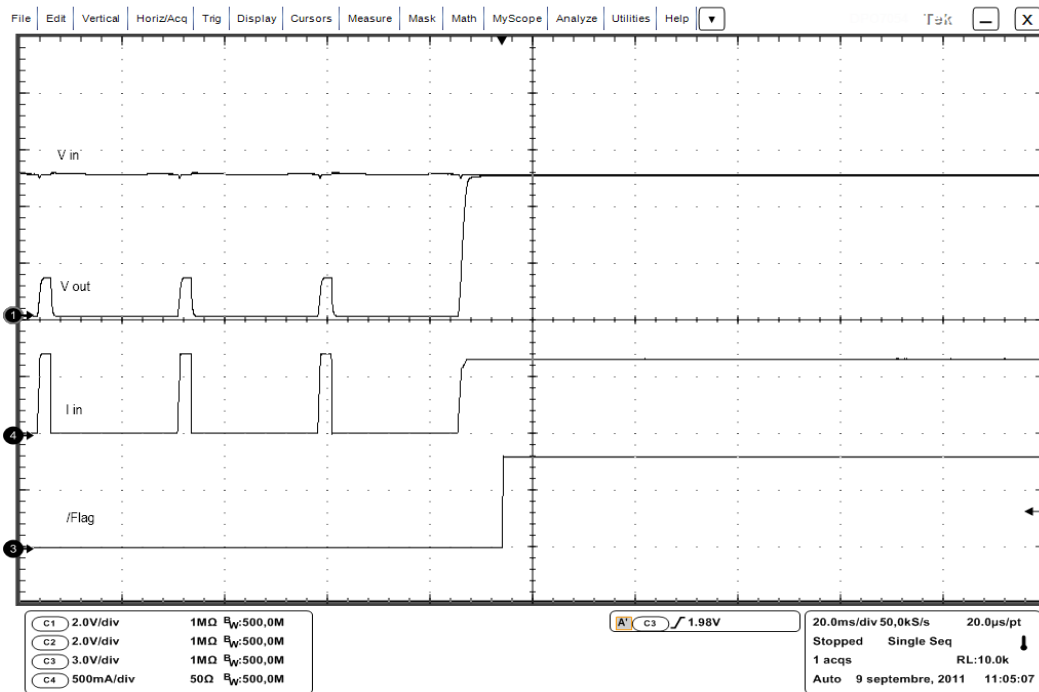 File Edit Vertical Horiz/Acq Trig Display Cursors Measure Mask Math MyScope Analyze Utilities Help ▼ Tek X
V in
V out
1
I in
4
/Flag
3
C1 2.0V/div 1MΩ BW:500,0M
C2 2.0V/div 1MΩ BW:500,0M
C3 3.0V/div 1MΩ BW:500,0M
C4 500mA/div 50Ω BW:500,0M
A' C3 1.98V
20.0ms/div 50,0kS/s 20.0µs/pt
Stopped Single Seq
1 acqs RL:10.0k
Auto 9 septembre, 2011 11:05:07